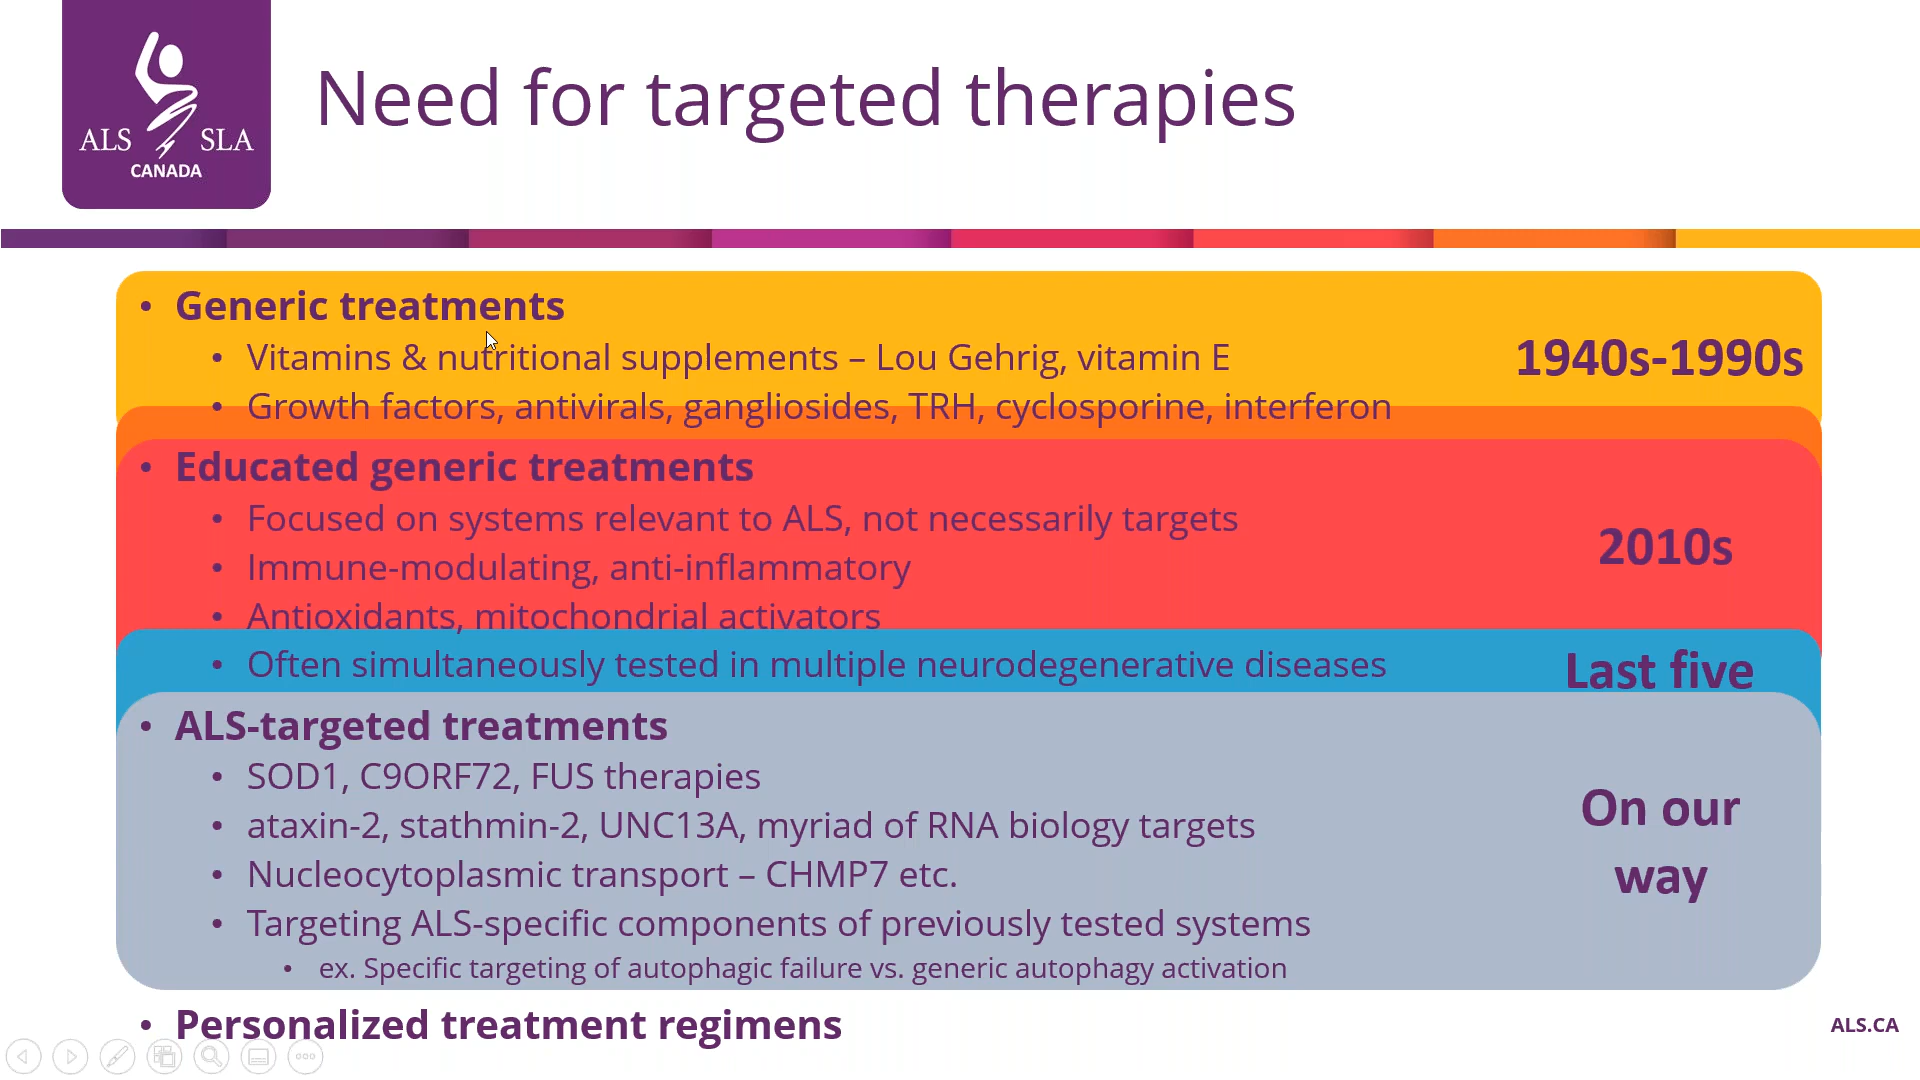 ALS SLA
CANADA
Need for targeted therapies
• Generic treatments
• Vitamins & nutritional supplements – Lou Gehrig, vitamin E
• Growth factors, antivirals, gangliosides, TRH, cyclosporine, interferon
1940s-1990s
• Educated generic treatments
• Focused on systems relevant to ALS, not necessarily targets
• Immune-modulating, anti-inflammatory
• Antioxidants, mitochondrial activators
• Often simultaneously tested in multiple neurodegenerative diseases
2010s
Last five
• ALS-targeted treatments
• SOD1, C9ORF72, FUS therapies
• ataxin-2, stathmin-2, UNC13A, myriad of RNA biology targets
• Nucleocytoplasmic transport – CHMP7 etc.
• Targeting ALS-specific components of previously tested systems
• ex. Specific targeting of autophagic failure vs. generic autophagy activation
On our
way
• Personalized treatment regimens
ALS.CA